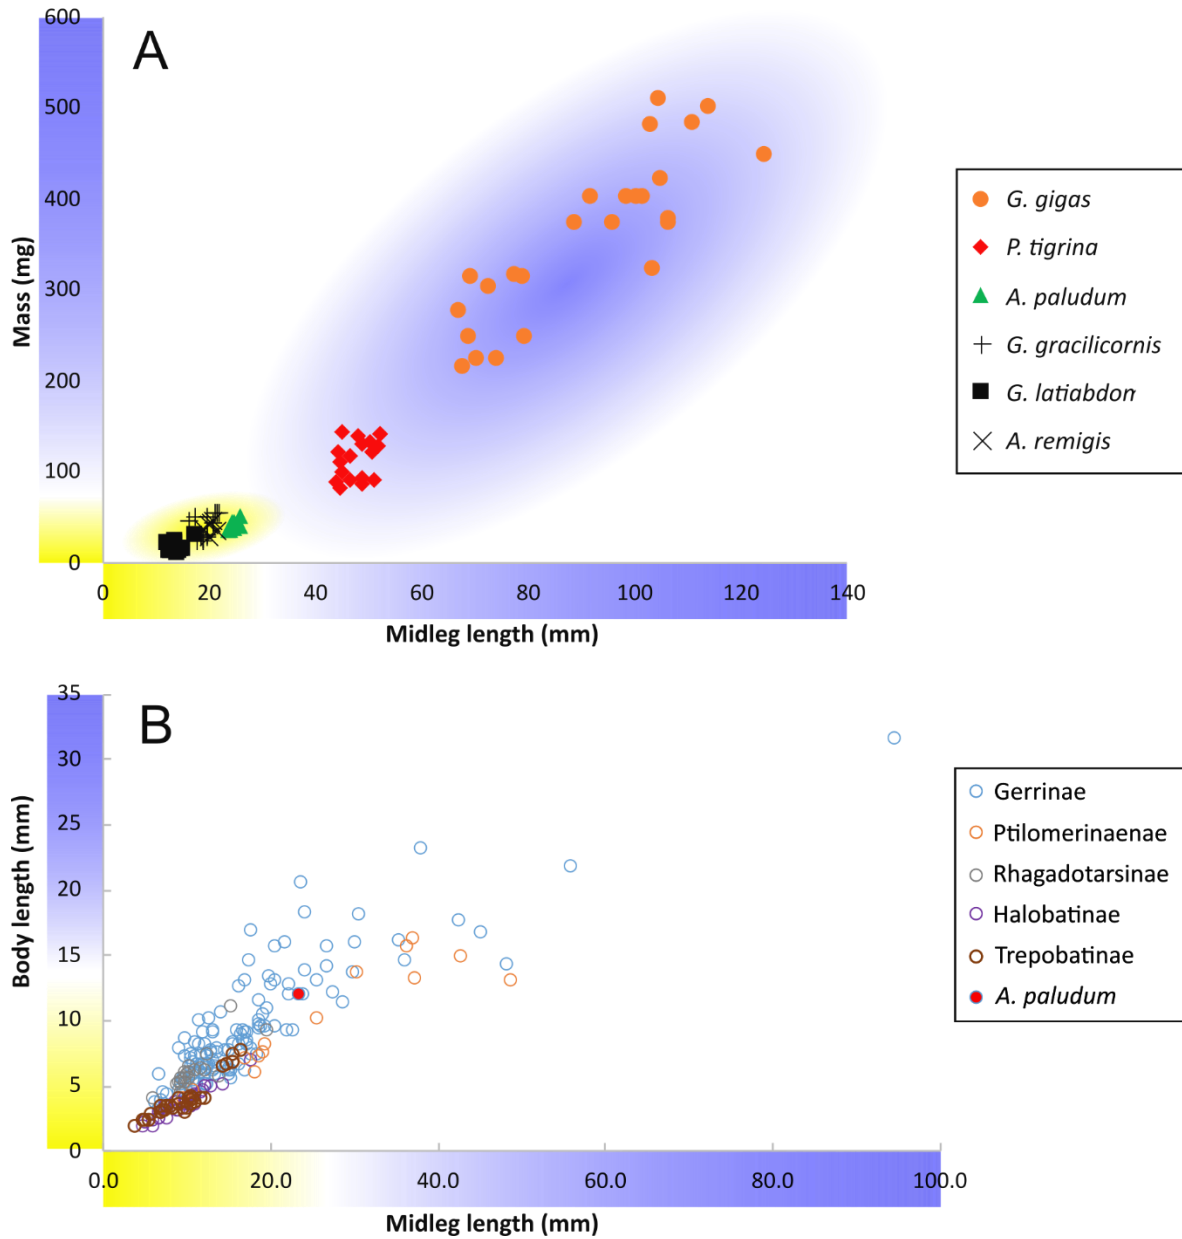 A
600
500
400
300
200
100
0
Mass (mg)
0 20 40 60 80 100 120 140
Midleg length (mm)
G. gigas
P. tigrina
A. paludum
G. gracilicornis
G. latiabdon
A. remigis
B
35
30
25
20
15
10
5
0
Body length (mm)
0.0 20.0 40.0 60.0 80.0 100.0
Midleg length (mm)
Gerrinae
Ptilomerinaenae
Rhagadotarsinae
Halobatinae
Trepobatinae
A. paludum